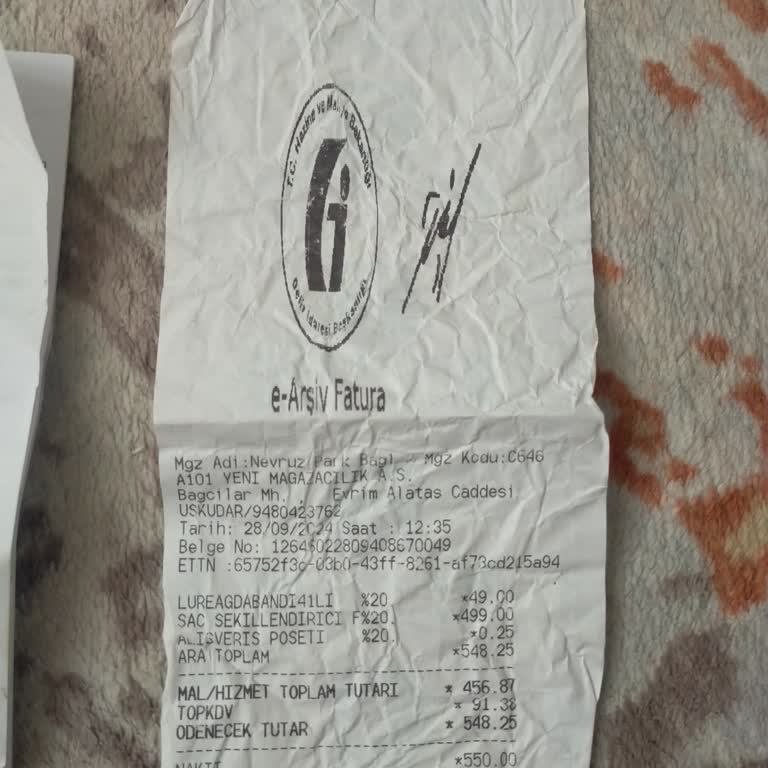 T.C. Hazine ve Maliye Bakanlığı
Gelir İdaresi Başkanlığı
e-Arşiv Fatura
Mgz Adi :Nevruz Park Bagl - Mgz Kodu:C646
A101 YENI MAGAZACILIK A.S.
Bagcilar Mh. , Evrim Alatas Caddesi
USKUDAR/9480423762
Tarih: 28/09/2024 Saat : 12:35
Belge No: 12646022809408670049
ETTN :65752f3c-03b0-43ff-8261-af73cd215a94
LUREAGDABANDI41LI %20 *49.00
SAC SEKILLENDIRICI F%20. *499.00
ALISVERIS POSETI %20. *0.25
ARA TOPLAM *548.25
MAL/HIZMET TOPLAM TUTARI * 456.87
TOPKDV * 91.38
ODENECEK TUTAR * 548.25
NAKIT *550.00